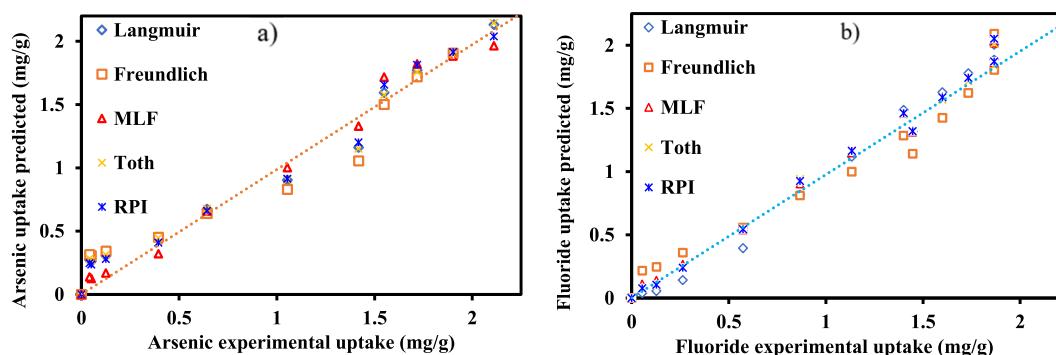 a)
Arsenic uptake predicted (mg/g)
2
1.5
1
0.5
0
Langmuir
Freundlich
MLF
Toth
RPI
0
0.5
1
1.5
2
Arsenic experimental uptake (mg/g)
b)
Fluoride uptake predicted (mg/g)
2
1.5
1
0.5
0
Langmuir
Freundlich
MLF
Toth
RPI
0
0.5
1
1.5
2
Fluoride experimental uptake (mg/g)